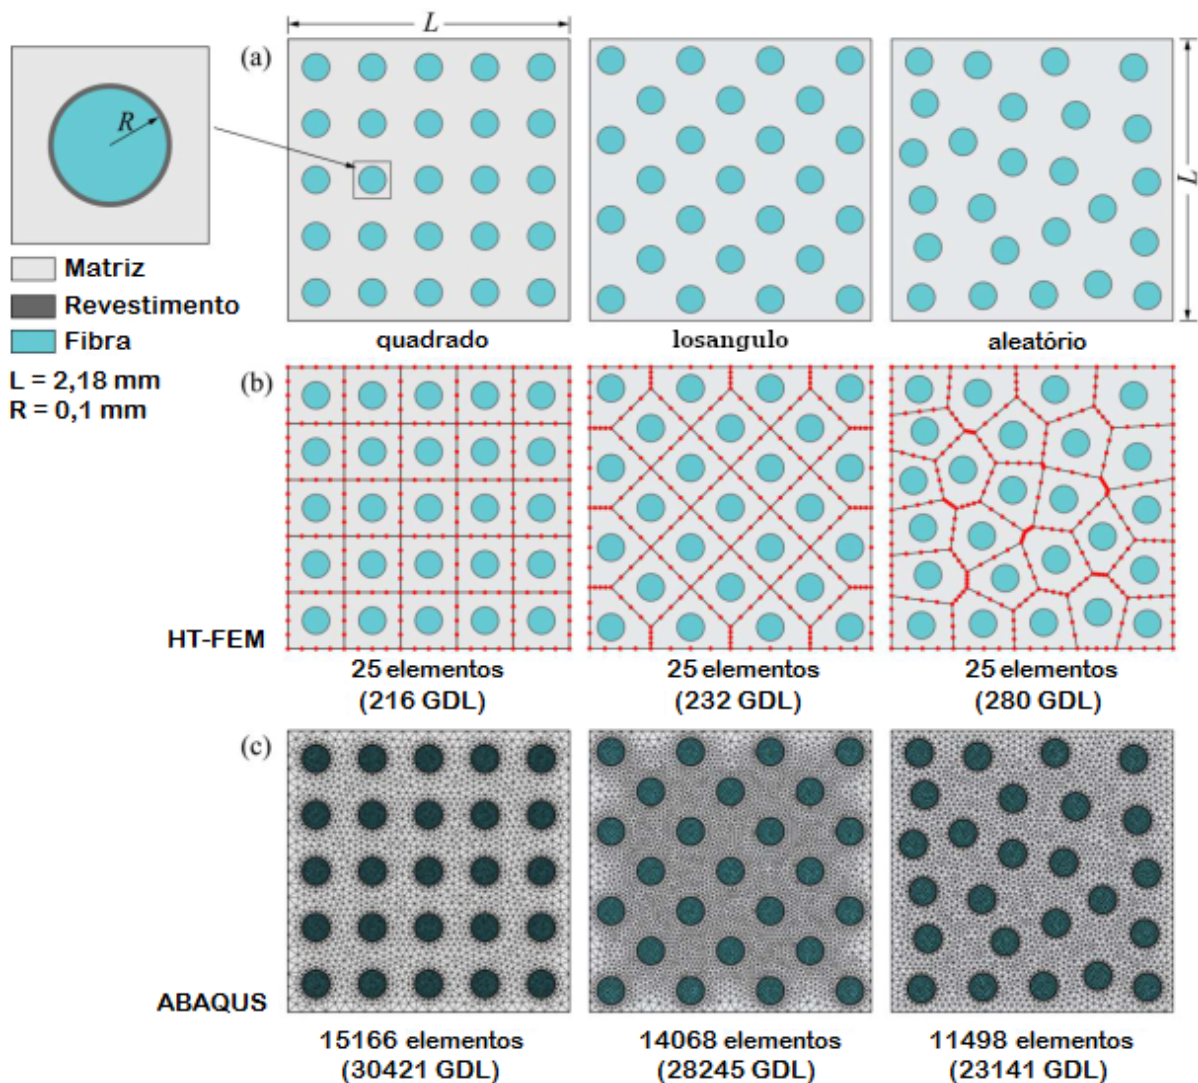 L
(a)
R
L
Matriz
Revestimento
Fibra
L = 2,18 mm
R = 0,1 mm
quadrado
losangulo
aleatório
(b)
HT-FEM
25 elementos
(216 GDL)
25 elementos
(232 GDL)
25 elementos
(280 GDL)
(c)
ABAQUS
15166 elementos
(30421 GDL)
14068 elementos
(28245 GDL)
11498 elementos
(23141 GDL)